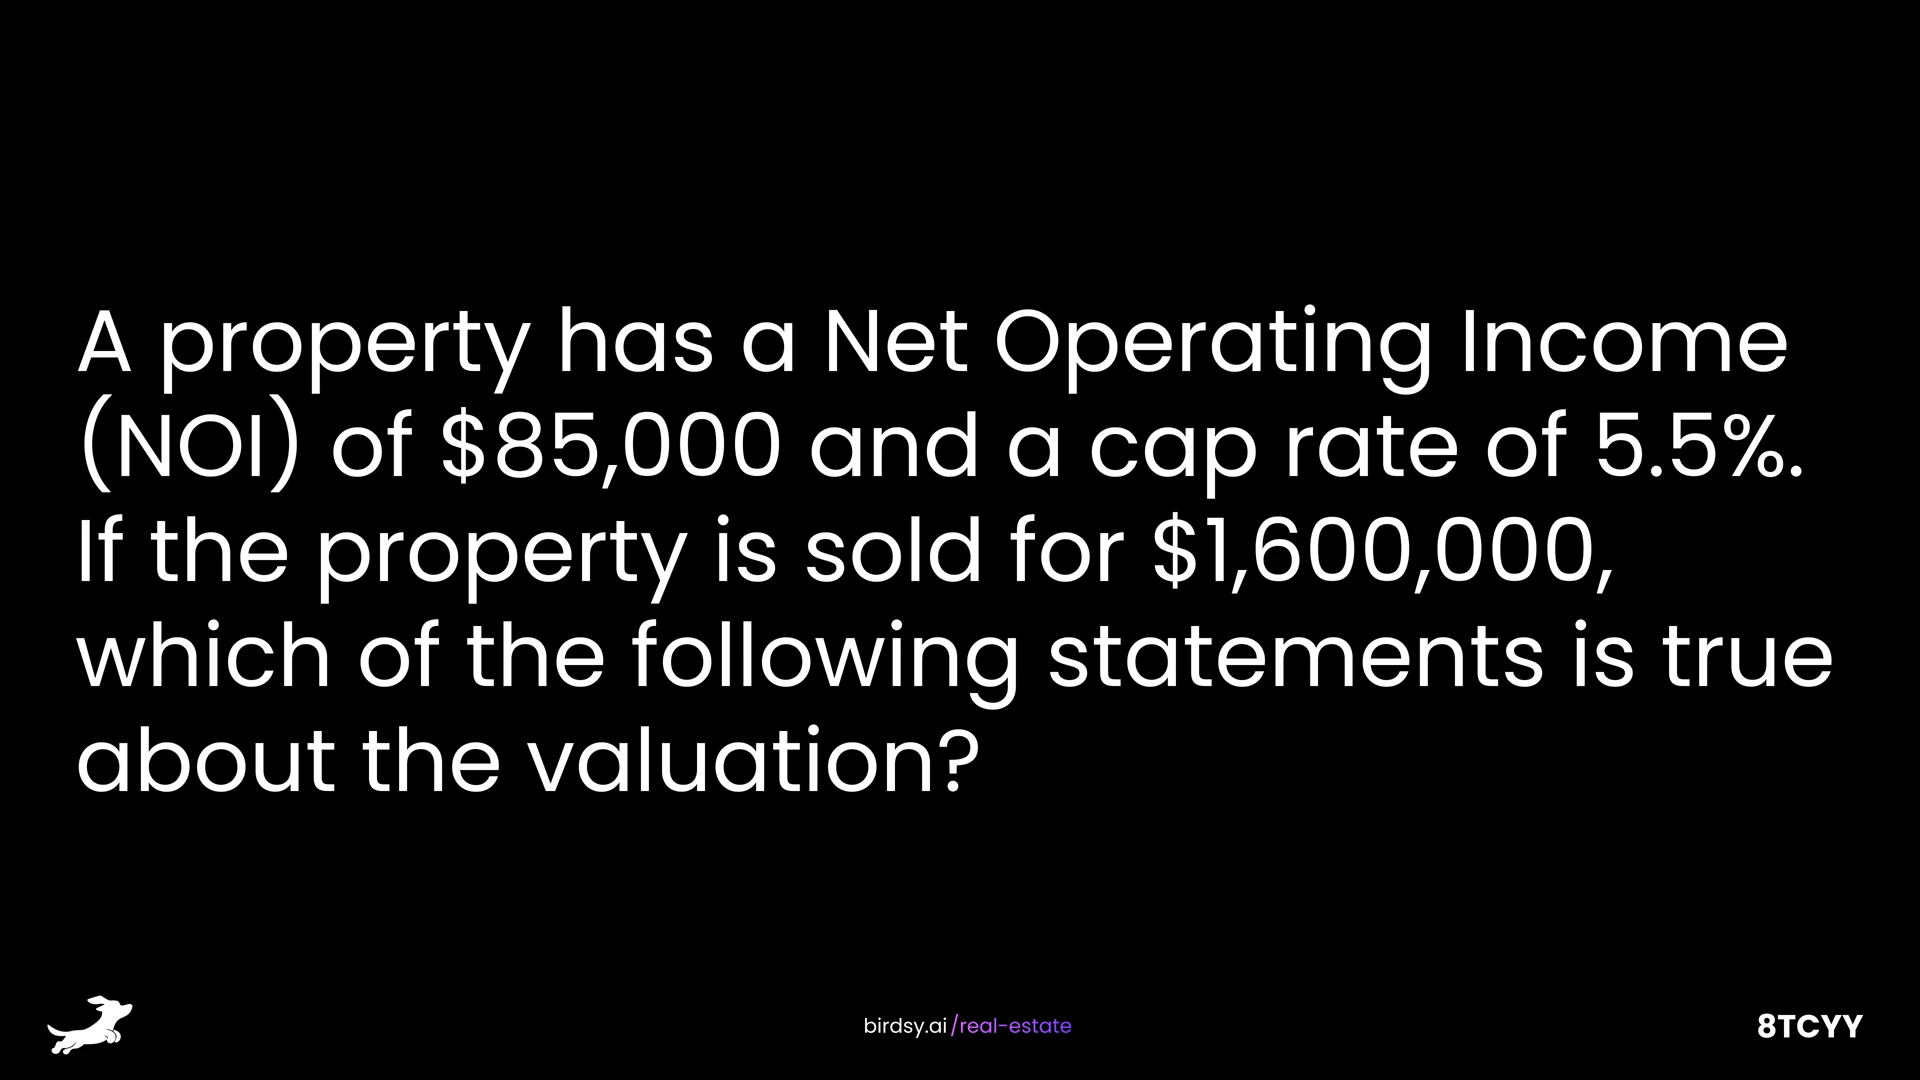 A property has a Net Operating Income
(NOI) of $85,000 and a cap rate of 5.5%.
If the property is sold for $1,600,000,
which of the following statements is true
about the valuation?
birdsy.ai/real-estate
8TCYY